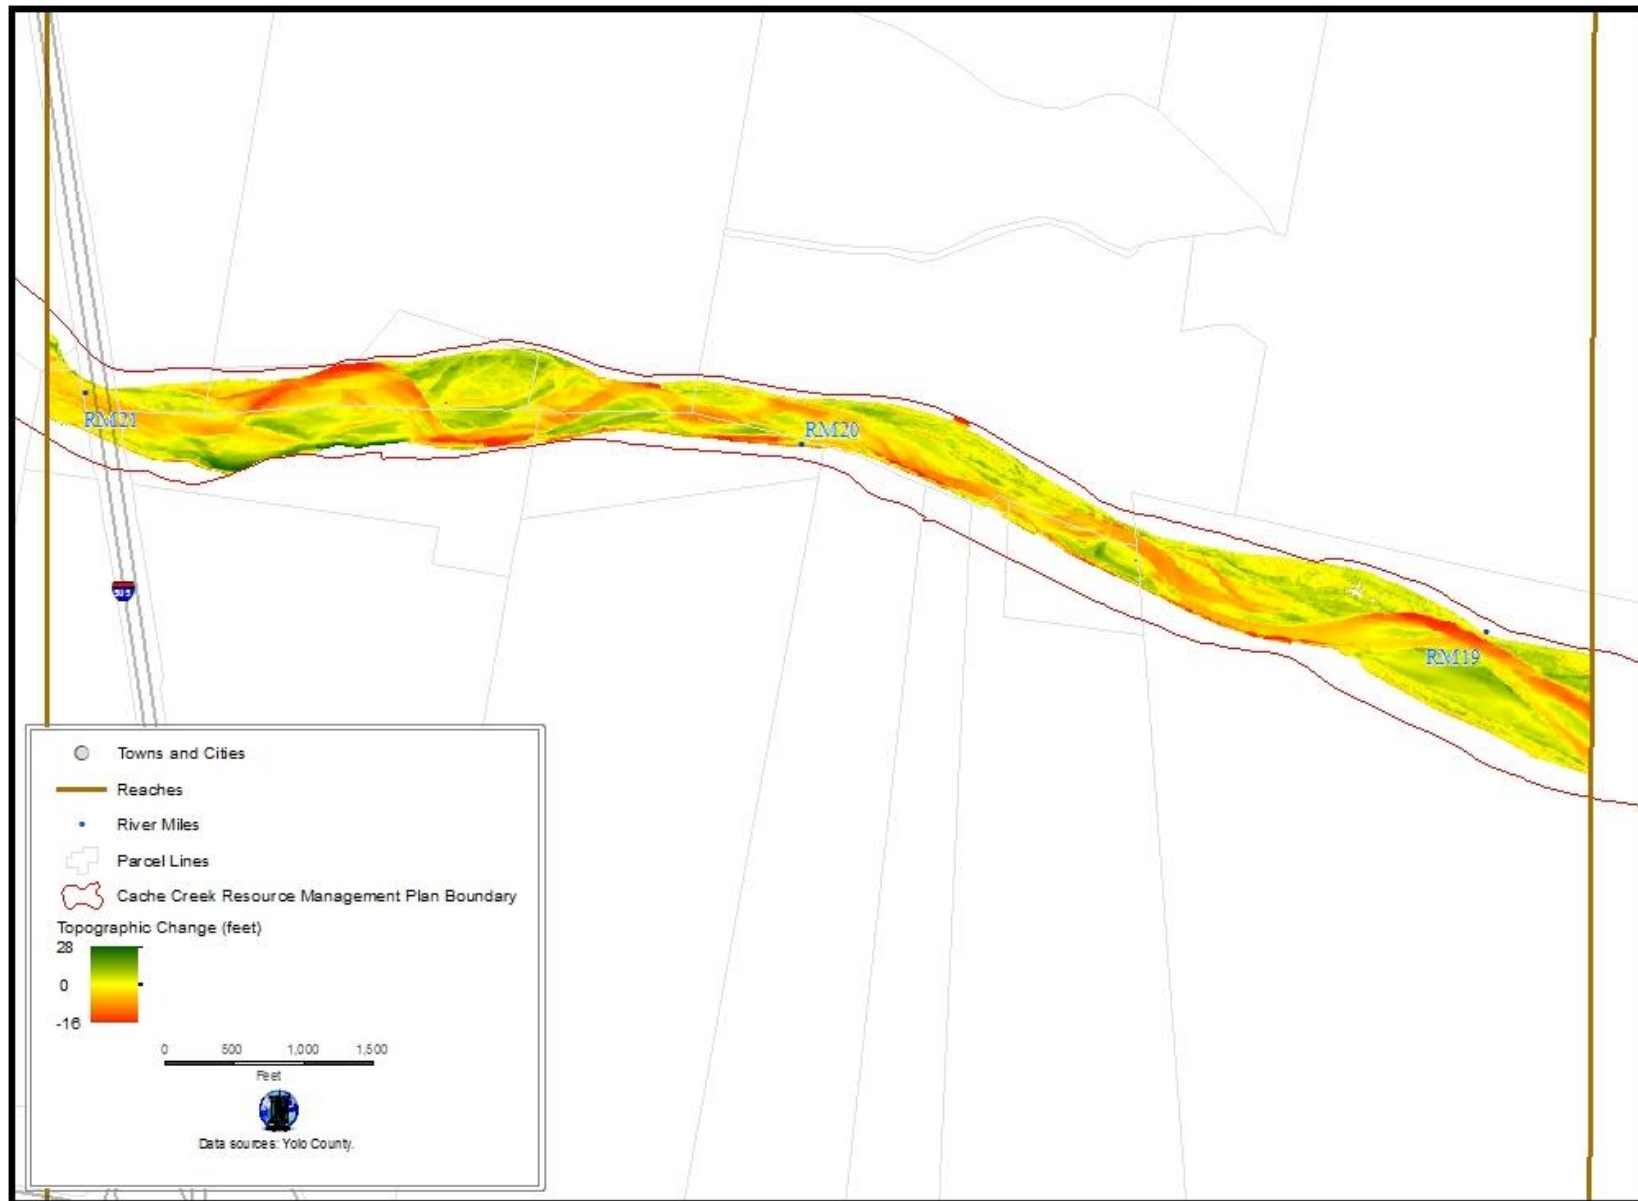 RM21
RM20
RM19
505
Towns and Cities
Reaches
River Miles
Parcel Lines
Cache Creek Resource Management Plan Boundary
Topographic Change (feet)
28
0
-16
0 500 1,000 1,500
Feet
Data sources: Yolo County.